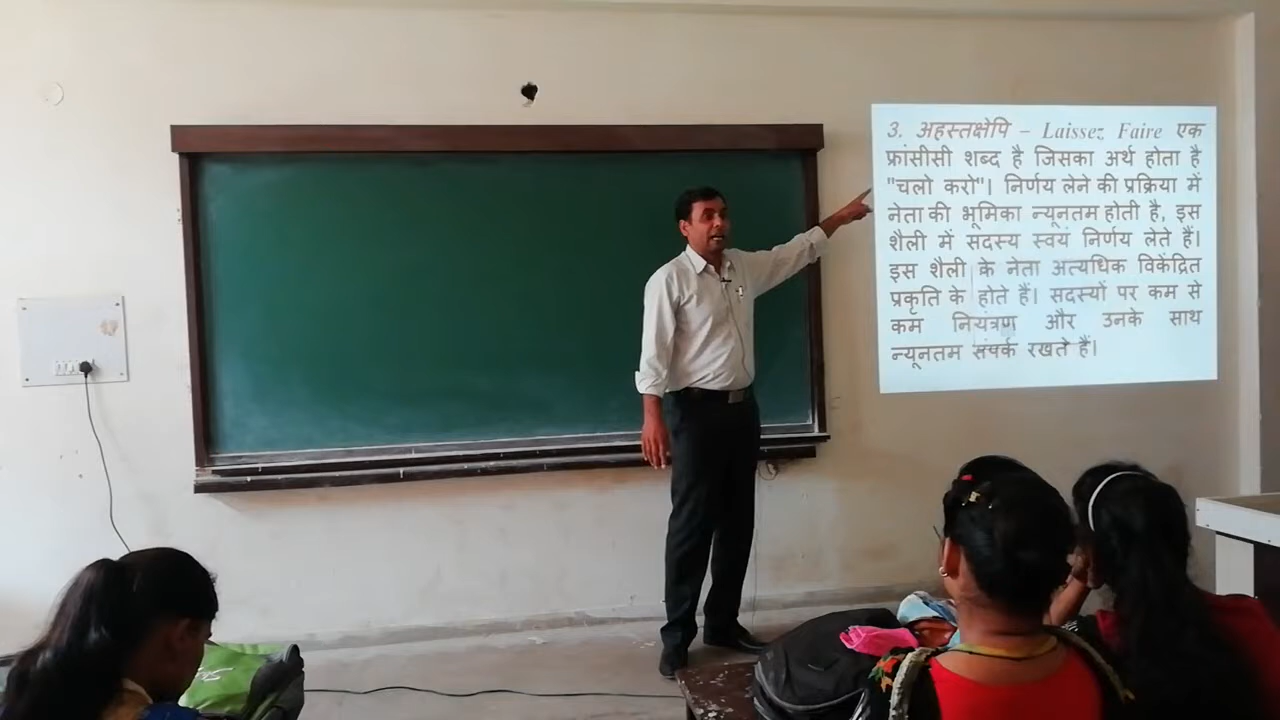 3. अहस्तक्षेपि – Laissez Faire एक
फ्रांसीसी शब्द है जिसका अर्थ होता है
"चलो करो"। निर्णय लेने की प्रक्रिया में
नेता की भूमिका न्यूनतम होती है, इस
शैली में सदस्य स्वयं निर्णय लेते हैं।
इस शैली के नेता अत्यधिक विकेंद्रित
प्रकृति के होते हैं। सदस्यों पर कम से
कम नियंत्रण और उनके साथ
न्यूनतम संपर्क रखते हैं।